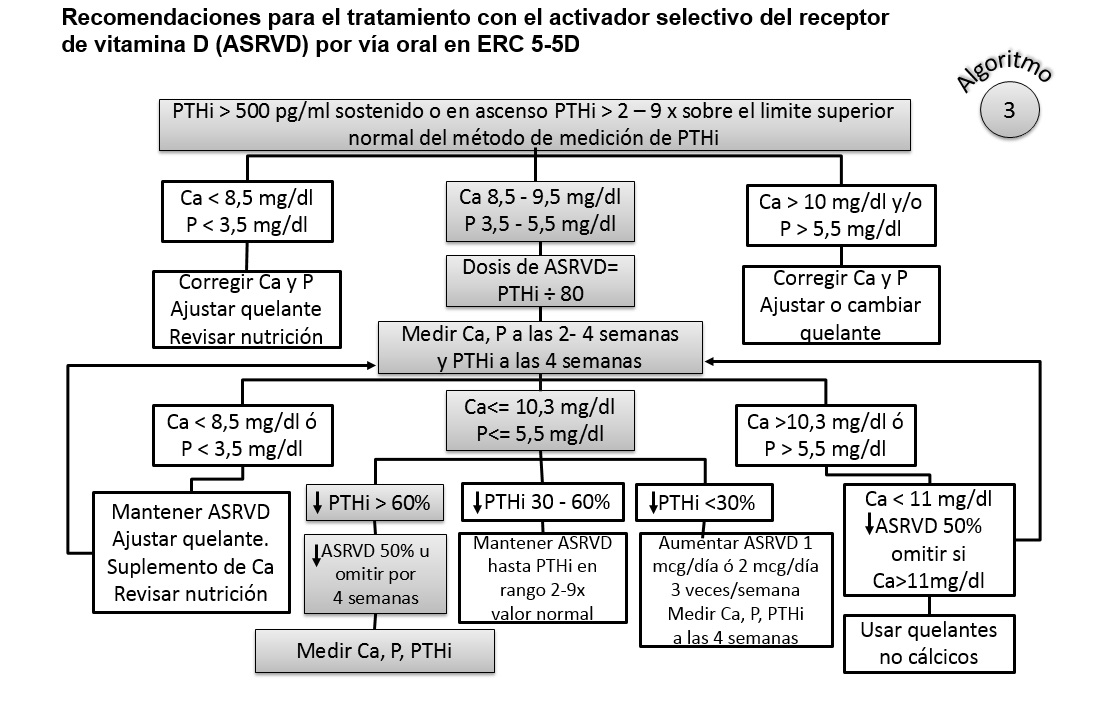 Recomendaciones para el tratamiento con el activador selectivo del receptor
de vitamina D (ASRVD) por vía oral en ERC 5-5D
Algoritmo
3
PTHi > 500 pg/ml sostenido o en ascenso PTHi > 2 – 9 x sobre el limite superior
normal del método de medición de PTHi
Ca < 8,5 mg/dl
P < 3,5 mg/dl
Ca 8,5 - 9,5 mg/dl
P 3,5 - 5,5 mg/dl
Ca > 10 mg/dl y/o
P > 5,5 mg/dl
Corregir Ca y P
Ajustar quelante
Revisar nutrición
Dosis de ASRVD=
PTHi ÷ 80
Corregir Ca y P
Ajustar o cambiar
quelante
Medir Ca, P a las 2- 4 semanas
y PTHi a las 4 semanas
Ca < 8,5 mg/dl ó
P < 3,5 mg/dl
Ca<= 10,3 mg/dl
P<= 5,5 mg/dl
Ca >10,3 mg/dl ó
P > 5,5 mg/dl
Mantener ASRVD
Ajustar quelante.
Suplemento de Ca
Revisar nutrición
↓ PTHi > 60%
↓PTHi 30 - 60%
↓PTHi <30%
Ca < 11 mg/dl
↓ASRVD 50%
omitir si
Ca>11mg/dl
↓ASRVD 50% u
omitir por
4 semanas
Mantener ASRVD
hasta PTHi en
rango 2-9x
valor normal
Aumentar ASRVD 1
mcg/día ó 2 mcg/día
3 veces/semana
Medir Ca, P, PTHi
a las 4 semanas
Medir Ca, P, PTHi
Usar quelantes
no cálcicos